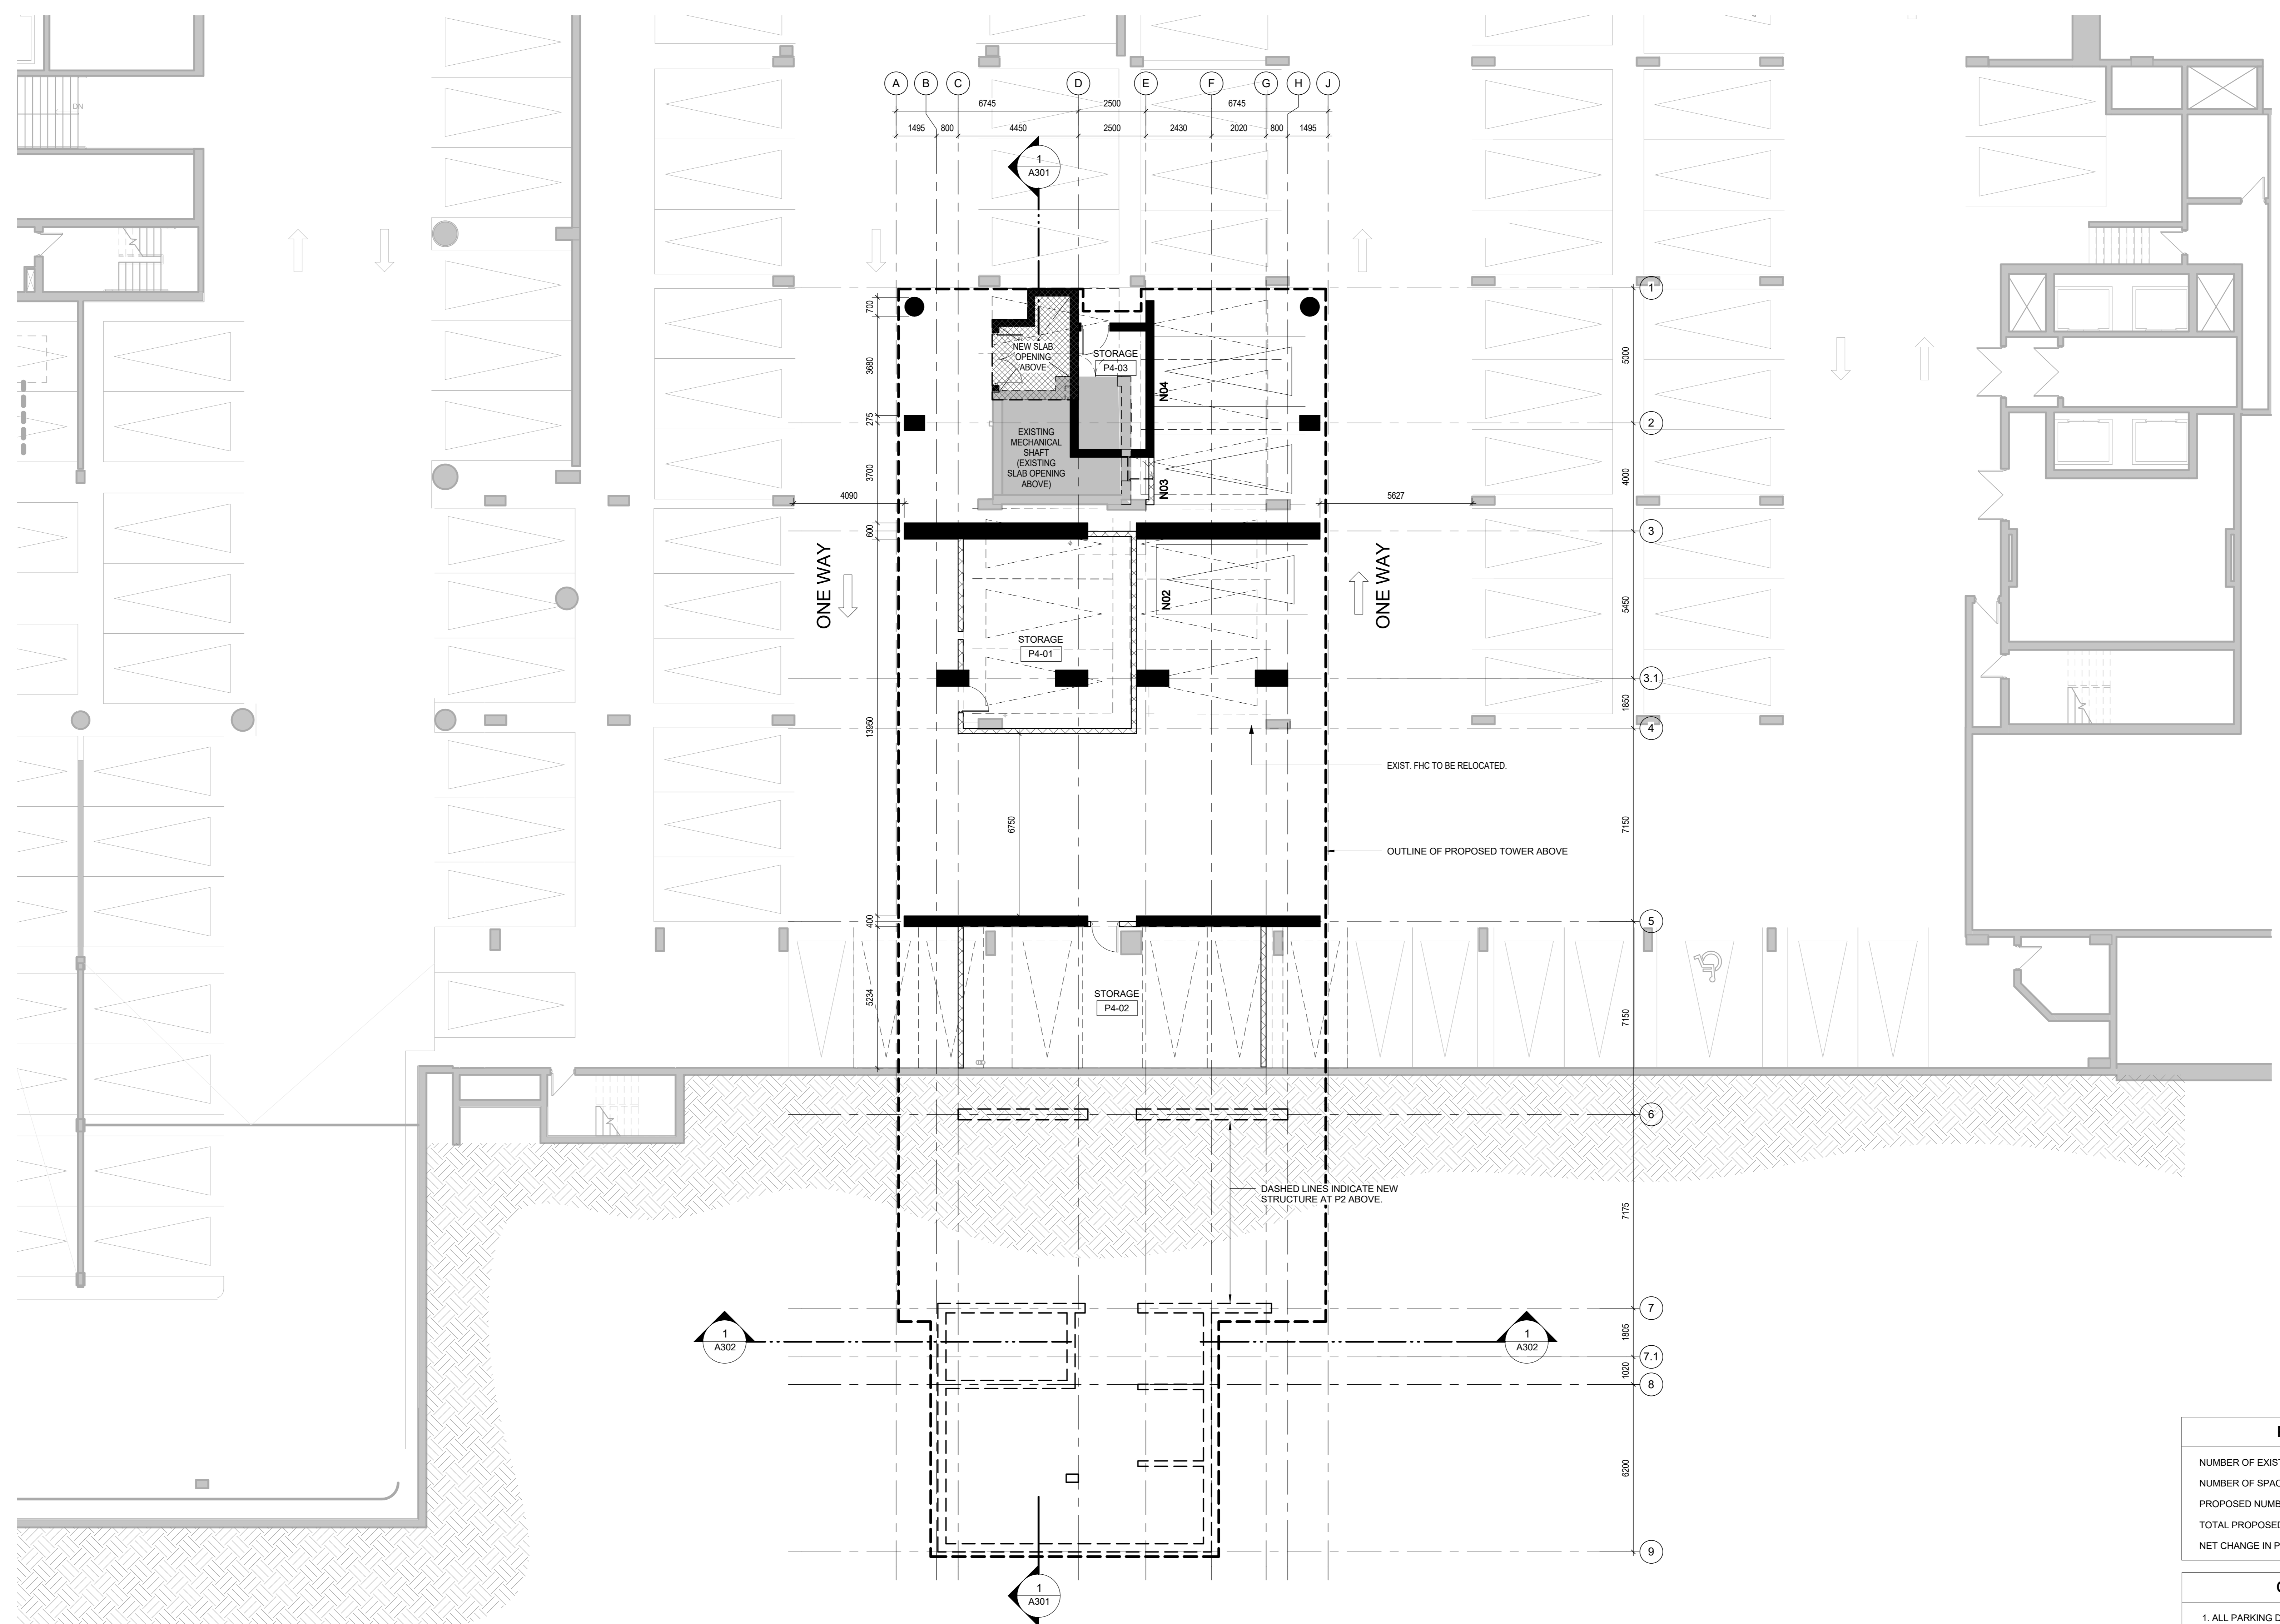 A B C D E F G H J
6745 2500 6745
1495 800 4450 2500 2430 2020 800 1495
DN
1
A301
1
700
NEW SLAB
OPENING
ABOVE
STORAGE
P4-03
3680
5000
N04
275
2
EXISTING
MECHANICAL
SHAFT
(EXISTING
SLAB OPENING
ABOVE)
3700
4000
N03
4090
5627
600
3
ONE WAY
ONE WAY
N02
5450
STORAGE
P4-01
3.1
1850
13950
4
EXIST. FHC TO BE RELOCATED.
6750
7150
OUTLINE OF PROPOSED TOWER ABOVE
400
5
5234
STORAGE
P4-02
7150
6
DASHED LINES INDICATE NEW
STRUCTURE AT P2 ABOVE.
7175
7
1
A302
1
A302
1805
7.1
1020
8
6200
9
1
A301
NUMBER OF
NUMBER OF
PROPOSED
TOTAL
NET CHANGE IN
1. ALL PARKING